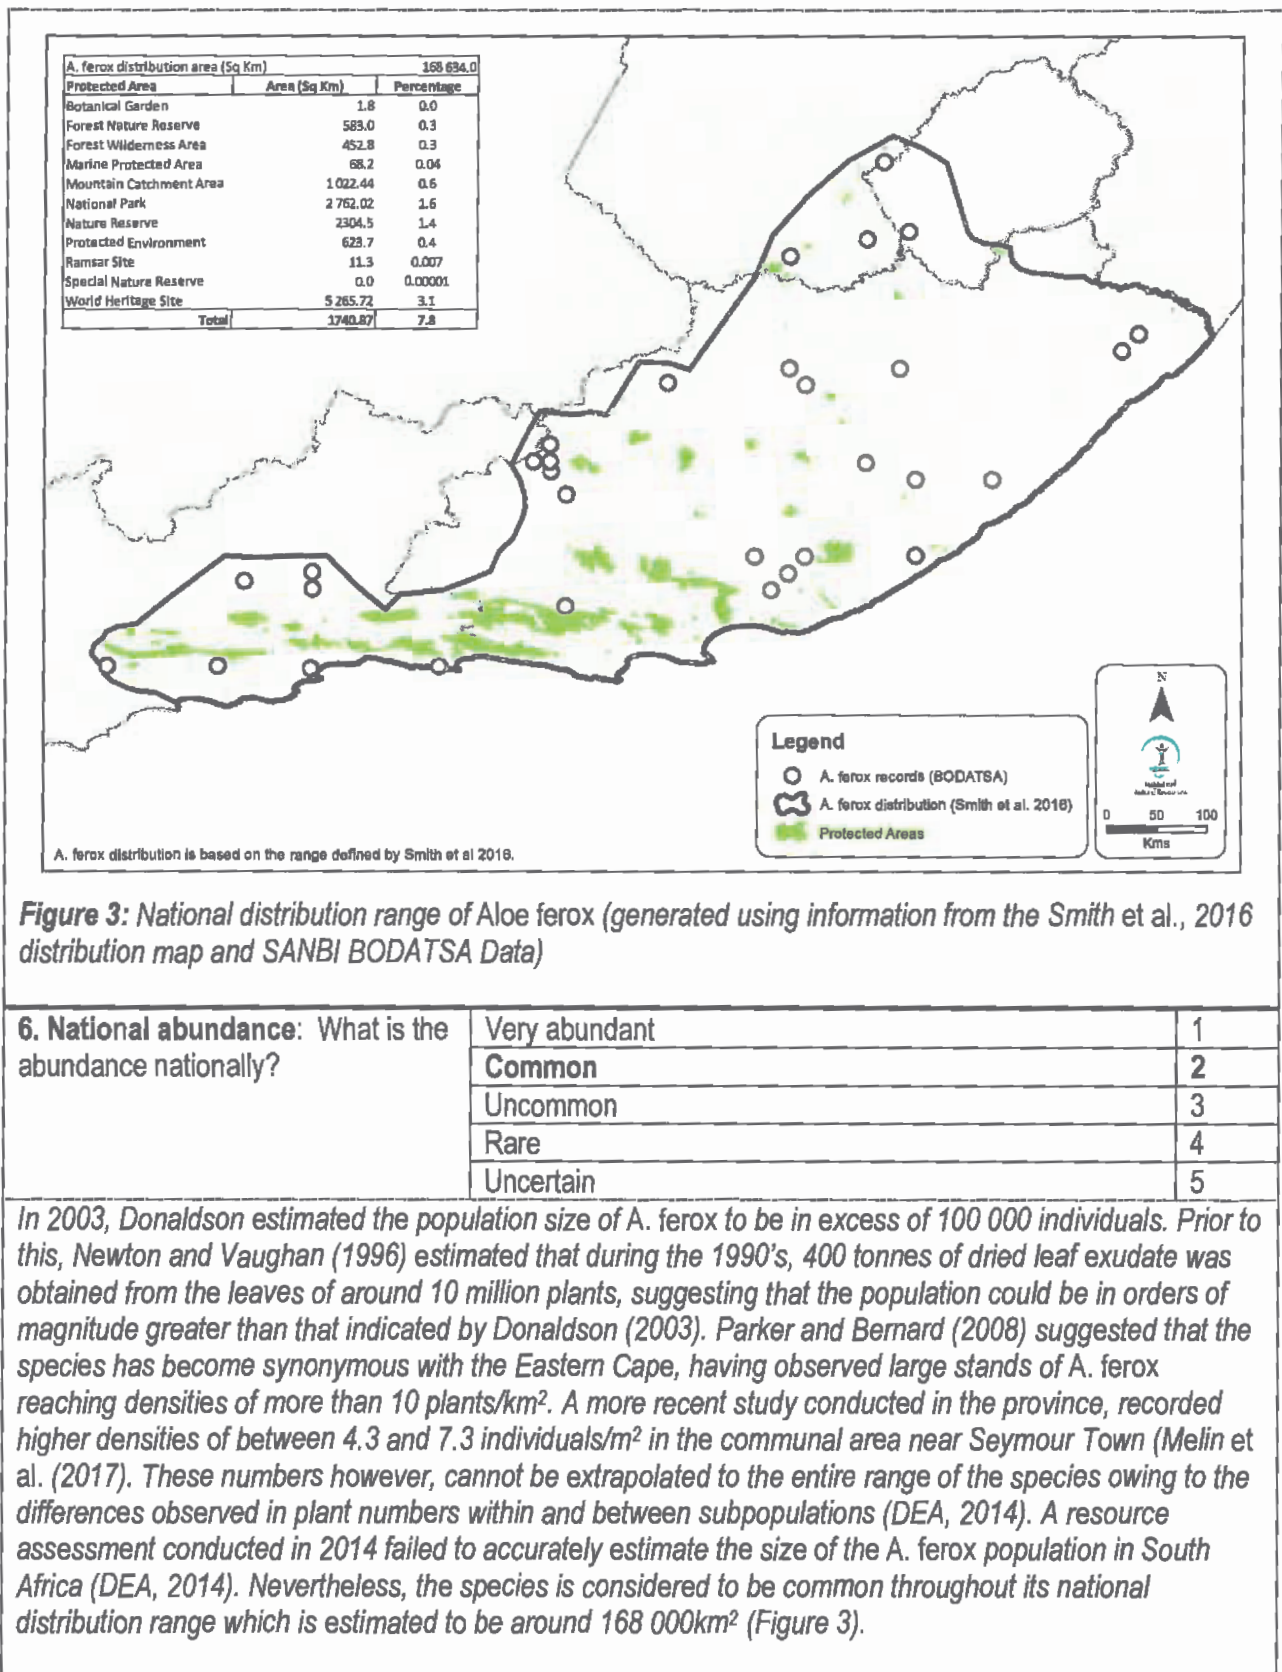 A. ferox distribution area (Sq Km) 168 634.0
Protected Area Area (Sq Km) Percentage
Botanical Garden 1.8 0.0
Forest Nature Reserve 583.0 0.3
Forest Wilderness Area 452.8 0.3
Marine Protected Area 68.2 0.04
Mountain Catchment Area 1 022.44 0.6
National Park 2 762.02 1.6
Nature Reserve 2304.5 1.4
Protected Environment 623.7 0.4
Ramsar Site 11.3 0.007
Special Nature Reserve 0.0 0.00001
World Heritage Site 5 265.72 3.1
Total 1740.87 7.8
Legend
A. ferox records (BODATSA)
A. ferox distribution (Smith et al. 2016)
Protected Areas
N
0 50 100
Kms
A. ferox distribution is based on the range defined by Smith et al 2016.
Figure 3: National distribution range of Aloe ferox (generated using information from the Smith et al., 2016
distribution map and SANBI BODATSA Data)
6. National abundance: What is the
abundance nationally?
Very abundant 1
Common 2
Uncommon 3
Rare 4
Uncertain 5
In 2003, Donaldson estimated the population size of A. ferox to be in excess of 100 000 individuals. Prior to
this, Newton and Vaughan (1996) estimated that during the 1990's, 400 tonnes of dried leaf exudate was
obtained from the leaves of around 10 million plants, suggesting that the population could be in orders of
magnitude greater than that indicated by Donaldson (2003). Parker and Bernard (2008) suggested that the
species has become synonymous with the Eastern Cape, having observed large stands of A. ferox
reaching densities of more than 10 plants/km². A more recent study conducted in the province, recorded
higher densities of between 4.3 and 7.3 individuals/m² in the communal area near Seymour Town (Melin et
al. (2017). These numbers however, cannot be extrapolated to the entire range of the species owing to the
differences observed in plant numbers within and between subpopulations (DEA, 2014). A resource
assessment conducted in 2014 failed to accurately estimate the size of the A. ferox population in South
Africa (DEA, 2014). Nevertheless, the species is considered to be common throughout its national
distribution range which is estimated to be around 168 000km² (Figure 3).